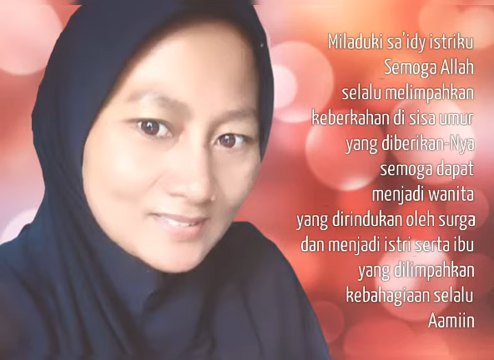 Miladuki sa'idy istriku
Semoga Allah
selalu melimpahkan
keberkahan di sisa umur
yang diberikan-Nya
semoga dapat
menjadi wanita
yang dirindukan oleh surga
dan menjadi istri serta ibu
yang dilimpahkan
kebahagiaan selalu
Aamiin